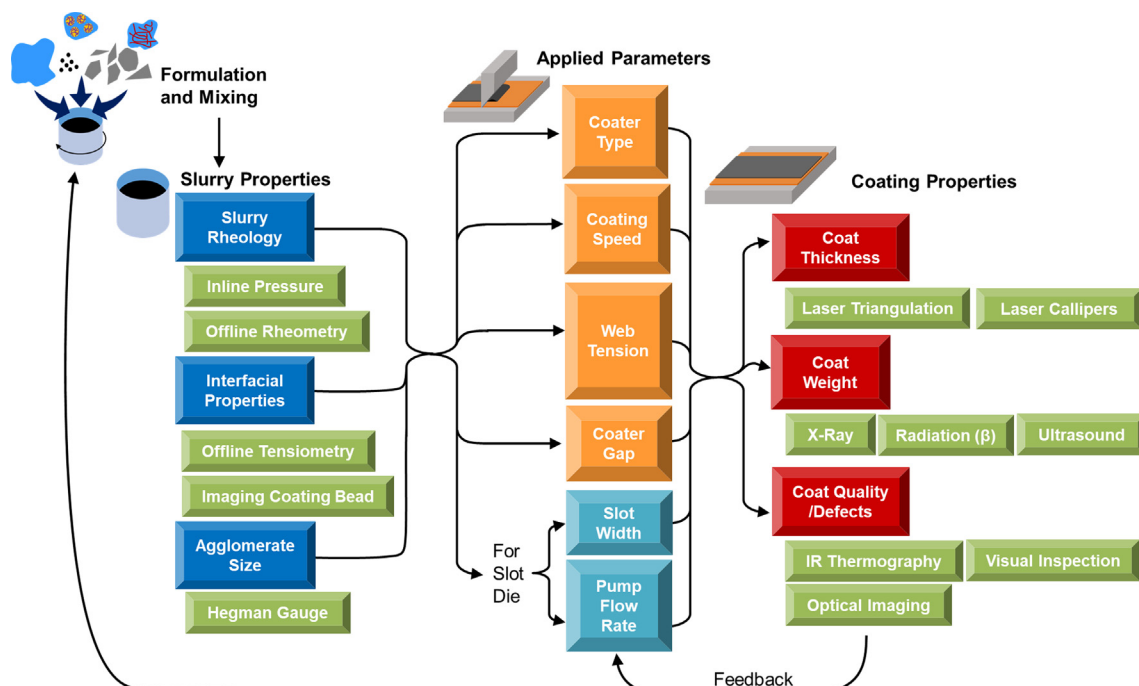 Formulation
and Mixing
Slurry Properties
Slurry
Rheology
Inline Pressure
Offline Rheometry
Interfacial
Properties
Offline Tensiometry
Imaging Coating Bead
Agglomerate
Size
Hegman Gauge
Applied Parameters
Coater
Type
Coating
Speed
Web
Tension
Coater
Gap
For
Slot
Die
Slot
Width
Pump
Flow
Rate
Coating Properties
Coat
Thickness
Laser Triangulation
Laser Callipers
Coat
Weight
X-Ray
Radiation (β)
Ultrasound
Coat Quality
/Defects
IR Thermography
Visual Inspection
Optical Imaging
Feedback